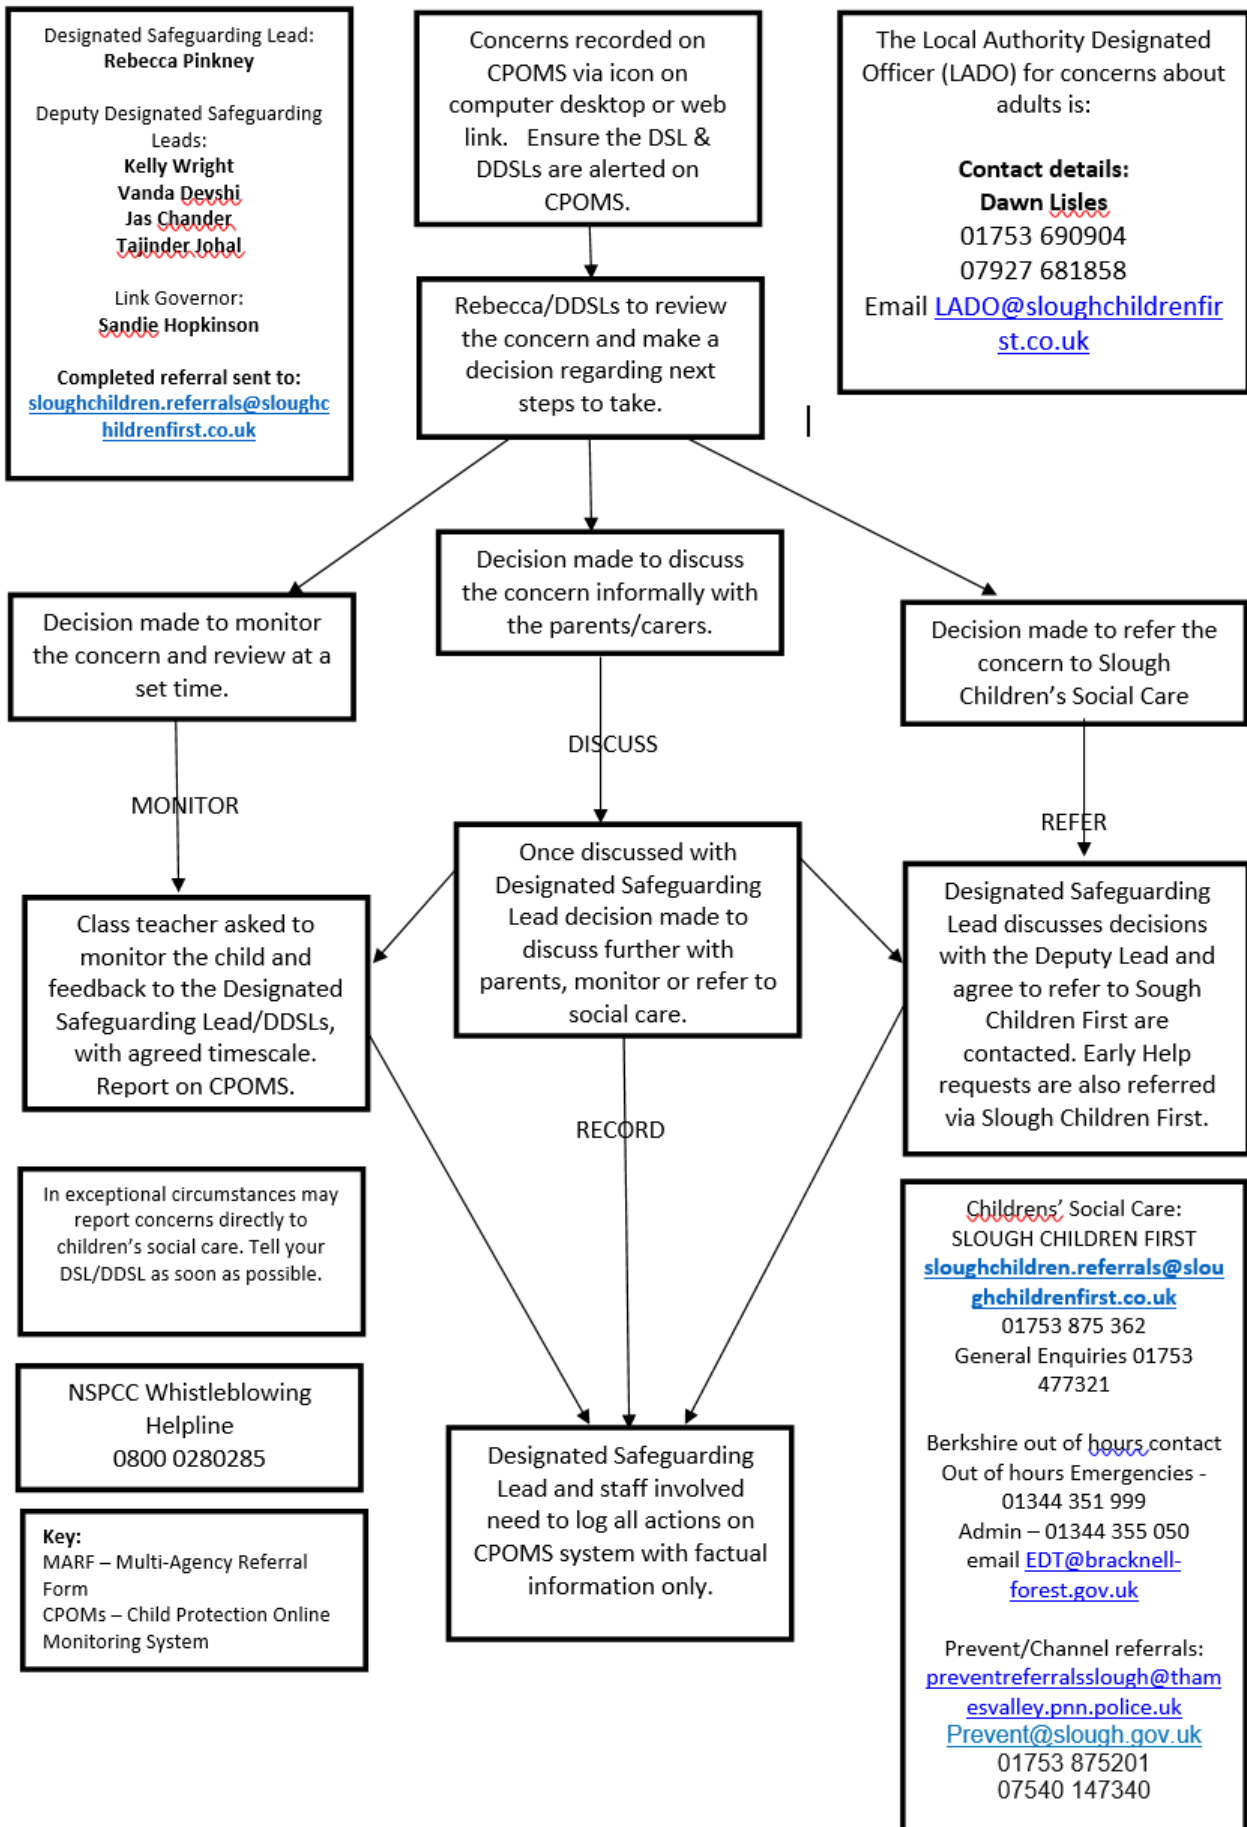 Designated Safeguarding Lead:
Rebecca Pinkney
Deputy Designated Safeguarding
Leads:
Kelly Wright
Vanda Devshi
Jas Chander
Tajinder Johal
Link Governor:
Sandie Hopkinson
Completed referral sent to:
sloughchildren.referrals@sloughc
hildrenfirst.co.uk
Concerns recorded on
CPOMS via icon on
computer desktop or web
link. Ensure the DSL &
DDSLs are alerted on
CPOMS.
The Local Authority Designated
Officer (LADO) for concerns about
adults is:
Contact details:
Dawn Lisles
01753 690904
07927 681858
Email LADO@sloughchildrenfir
st.co.uk
Rebecca/DDSLs to review
the concern and make a
decision regarding next
steps to take.
Decision made to monitor
the concern and review at a
set time.
Decision made to discuss
the concern informally with
the parents/carers.
Decision made to refer the
concern to Slough
Children’s Social Care
MONITOR
DISCUSS
REFER
Class teacher asked to
monitor the child and
feedback to the Designated
Safeguarding Lead/DDSLs,
with agreed timescale.
Report on CPOMS.
Once discussed with
Designated Safeguarding
Lead decision made to
discuss further with
parents, monitor or refer to
social care.
Designated Safeguarding
Lead discusses decisions
with the Deputy Lead and
agree to refer to Sough
Children First are
contacted. Early Help
requests are also referred
via Slough Children First.
RECORD
In exceptional circumstances may
report concerns directly to
children’s social care. Tell your
DSL/DDSL as soon as possible.
NSPCC Whistleblowing
Helpline
0800 0280285
Key:
MARF – Multi-Agency Referral
Form
CPOMs – Child Protection Online
Monitoring System
Designated Safeguarding
Lead and staff involved
need to log all actions on
CPOMS system with factual
information only.
Childrens’ Social Care:
SLOUGH CHILDREN FIRST
sloughchildren.referrals@slou
ghchildrenfirst.co.uk
01753 875 362
General Enquiries 01753
477321
Berkshire out of hours contact
Out of hours Emergencies -
01344 351 999
Admin – 01344 355 050
email EDT@bracknell-
forest.gov.uk
Prevent/Channel referrals:
preventreferralsslough@tham
esvalley.pnn.police.uk
Prevent@slough.gov.uk
01753 875201
07540 147340